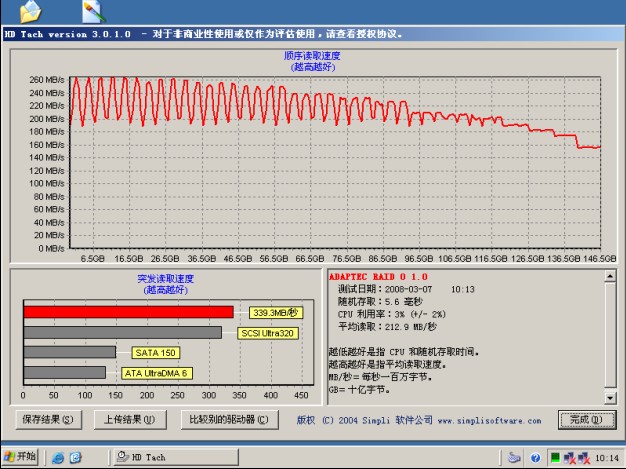 HD Tach version 3.0.1.0 - 对于非商业性使用或仅作为评估使用，请查看授权协议。
顺序读取速度
(越高越好)
260 MB/s
240 MB/s
220 MB/s
200 MB/s
180 MB/s
160 MB/s
140 MB/s
120 MB/s
100 MB/s
80 MB/s
60 MB/s
40 MB/s
20 MB/s
0 MB/s
6.5GB 16.5GB 26.5GB 36.5GB 46.5GB 56.5GB 66.5GB 76.5GB 86.5GB 96.5GB 106.5GB 116.5GB 126.5GB 136.5GB 146.5GB
突发读取速度
(越高越好)
339.3MB/秒
SCSI Ultra320
SATA 150
ATA UltraDMA 6
0 50 100 150 200 250 300 350 400 450
ADAPTEC RAID 0 1.0
测试日期：2008-03-07 10:13
随机存取：5.6 毫秒
CPU 利用率：3% (+/- 2%)
平均读取：212.9 MB/秒
越低越好是指 CPU 和随机存取时间。
越高越好是指平均读取速度。
MB/秒= 每秒一百万字节。
GB= 十亿字节。
保存结果(S)
上传结果(U)
比较别的驱动器(C)
版权 (C) 2004 Simpli 软件公司 www.simplisoftware.com
完成(D)
开始
HD Tach
10:14